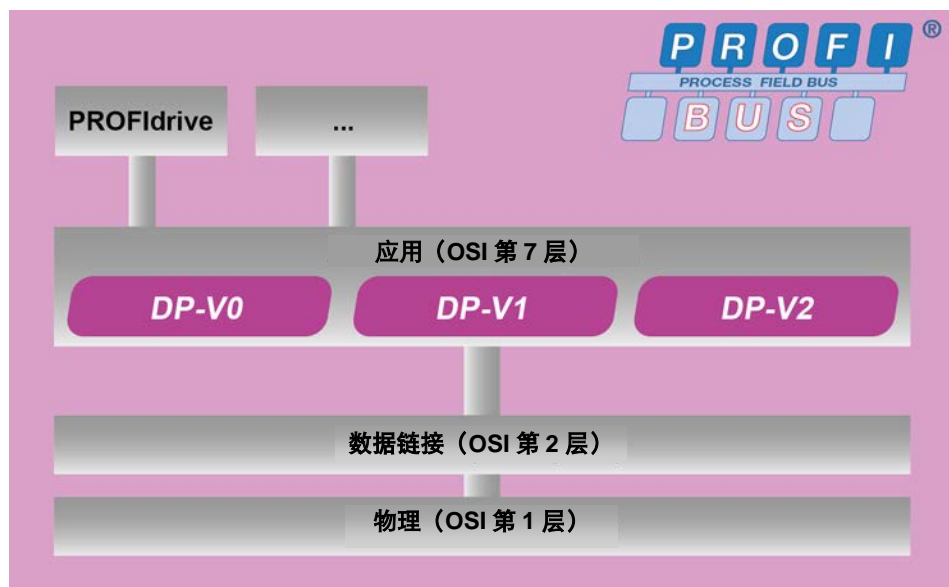 PROFI®
PROCESS FIELD BUS
BUS
PROFIdrive
...
应用（OSI 第 7 层）
DP-V0
DP-V1
DP-V2
数据链接（OSI 第 2 层）
物理（OSI 第 1 层）